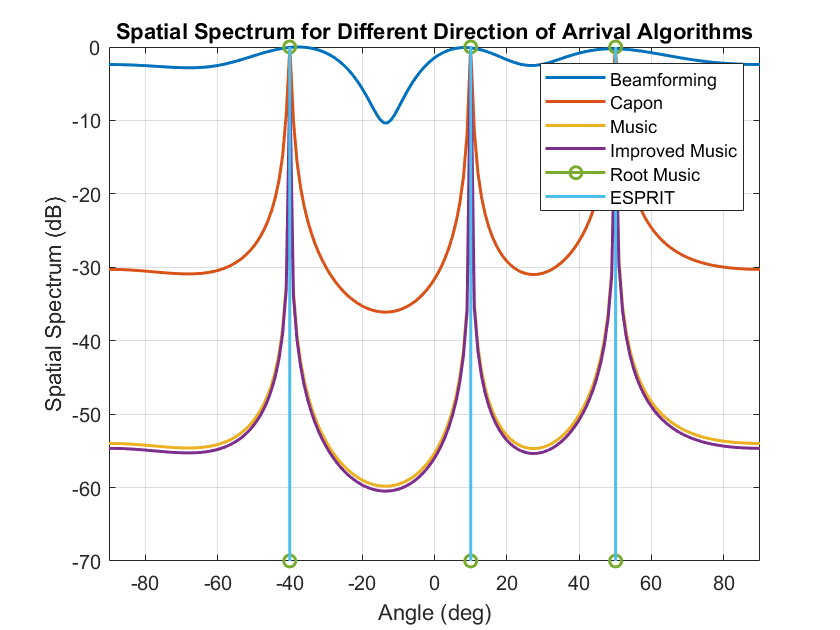 Spatial Spectrum for Different Direction of Arrival Algorithms
0
-10
-20
-30
-40
-50
-60
-70
Spatial Spectrum (dB)
Beamforming
Capon
Music
Improved Music
Root Music
ESPRIT
-80 -60 -40 -20 0 20 40 60 80
Angle (deg)